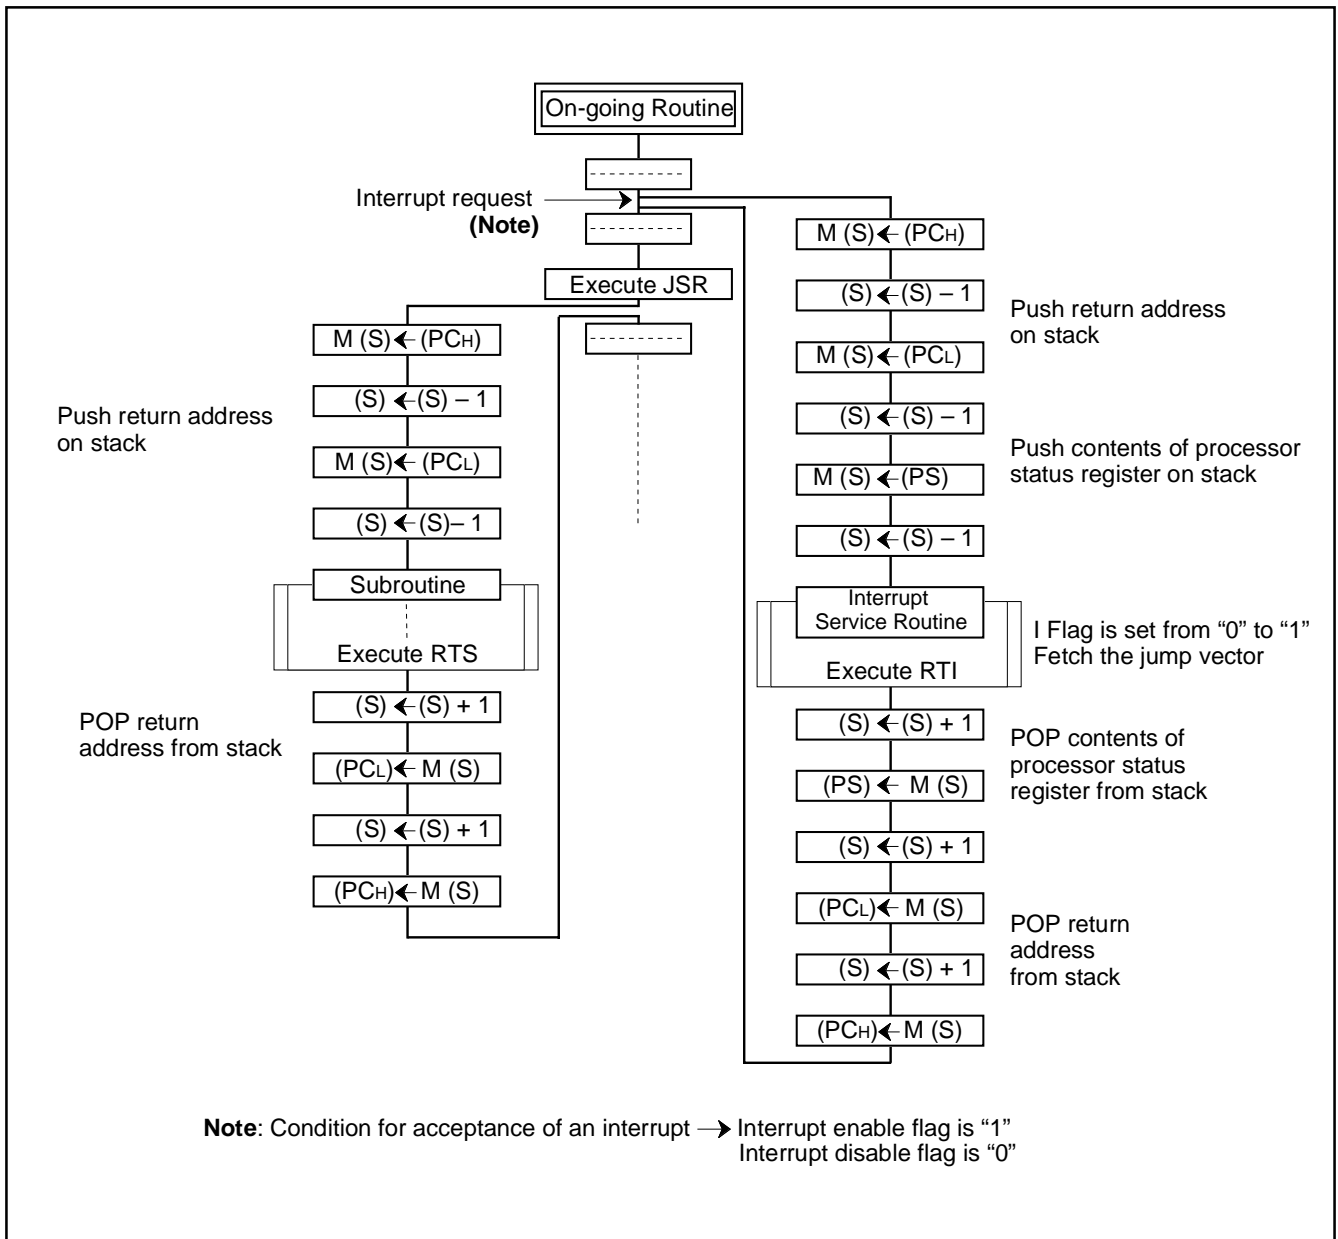 On-going Routine
Interrupt request
(Note)
Execute JSR
M (S) ← (PCH)
(S) ← (S) – 1
M (S) ← (PCL)
(S) ← (S)– 1
Push return address
on stack
Subroutine
Execute RTS
(S) ← (S) + 1
(PCL) ← M (S)
(S) ← (S) + 1
(PCH) ← M (S)
POP return
address from stack
M (S) ← (PCH)
(S) ← (S) – 1
M (S) ← (PCL)
(S) ← (S) – 1
M (S) ← (PS)
(S) ← (S) – 1
Push return address
on stack
Push contents of processor
status register on stack
Interrupt
Service Routine
Execute RTI
I Flag is set from “0” to “1”
Fetch the jump vector
(S) ← (S) + 1
(PS) ← M (S)
(S) ← (S) + 1
(PCL) ← M (S)
(S) ← (S) + 1
(PCH) ← M (S)
POP contents of
processor status
register from stack
POP return
address
from stack
Note: Condition for acceptance of an interrupt → Interrupt enable flag is “1”
Interrupt disable flag is “0”